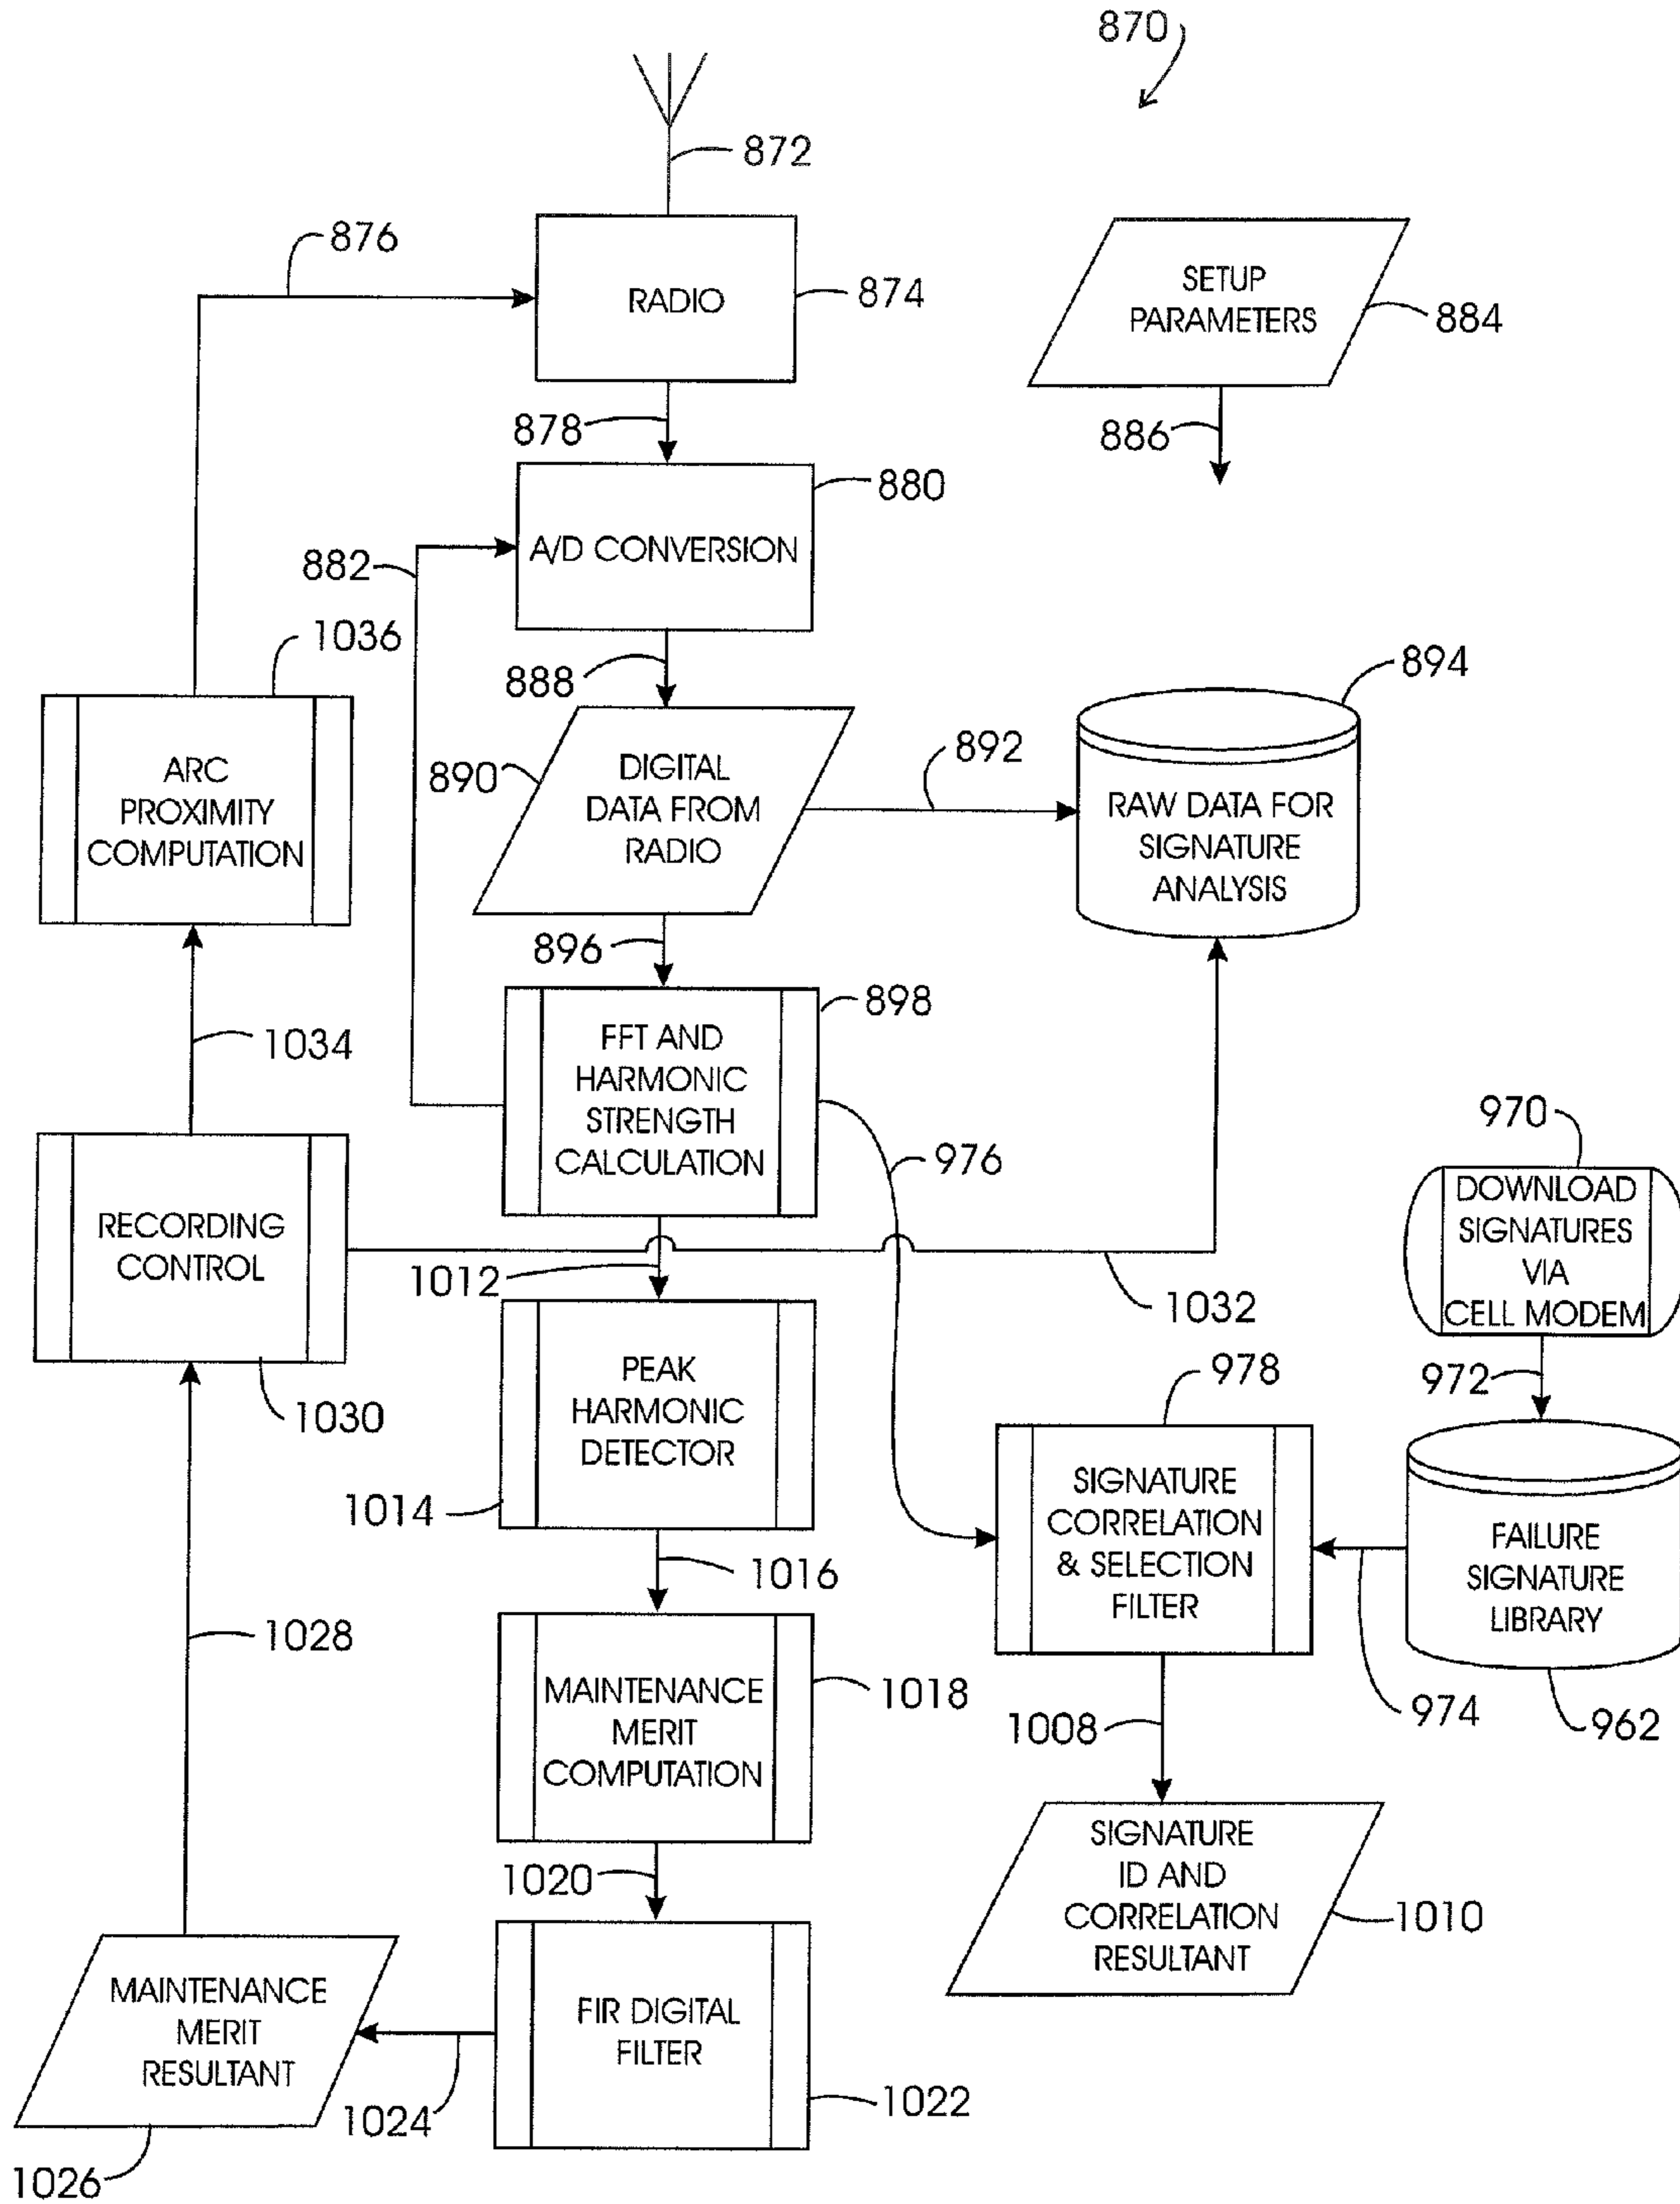 870
872
876
RADIO
874
SETUP
PARAMETERS
884
878
886
880
882
A/D CONVERSION
1036
888
894
ARC
PROXIMITY
COMPUTATION
890
DIGITAL
DATA FROM
RADIO
892
RAW DATA FOR
SIGNATURE
ANALYSIS
896
898
1034
FFT AND
HARMONIC
STRENGTH
CALCULATION
976
970
RECORDING
CONTROL
DOWNLOAD
SIGNATURES
VIA
CELL MODEM
1012
1032
972
1030
PEAK
HARMONIC
DETECTOR
978
1014
SIGNATURE
CORRELATION
& SELECTION
FILTER
FAILURE
SIGNATURE
LIBRARY
1016
1028
MAINTENANCE
MERIT
COMPUTATION
1018
1008
974
962
1020
SIGNATURE
ID AND
CORRELATION
RESULTANT
1010
MAINTENANCE
MERIT
RESULTANT
FIR DIGITAL
FILTER
1024
1022
1026